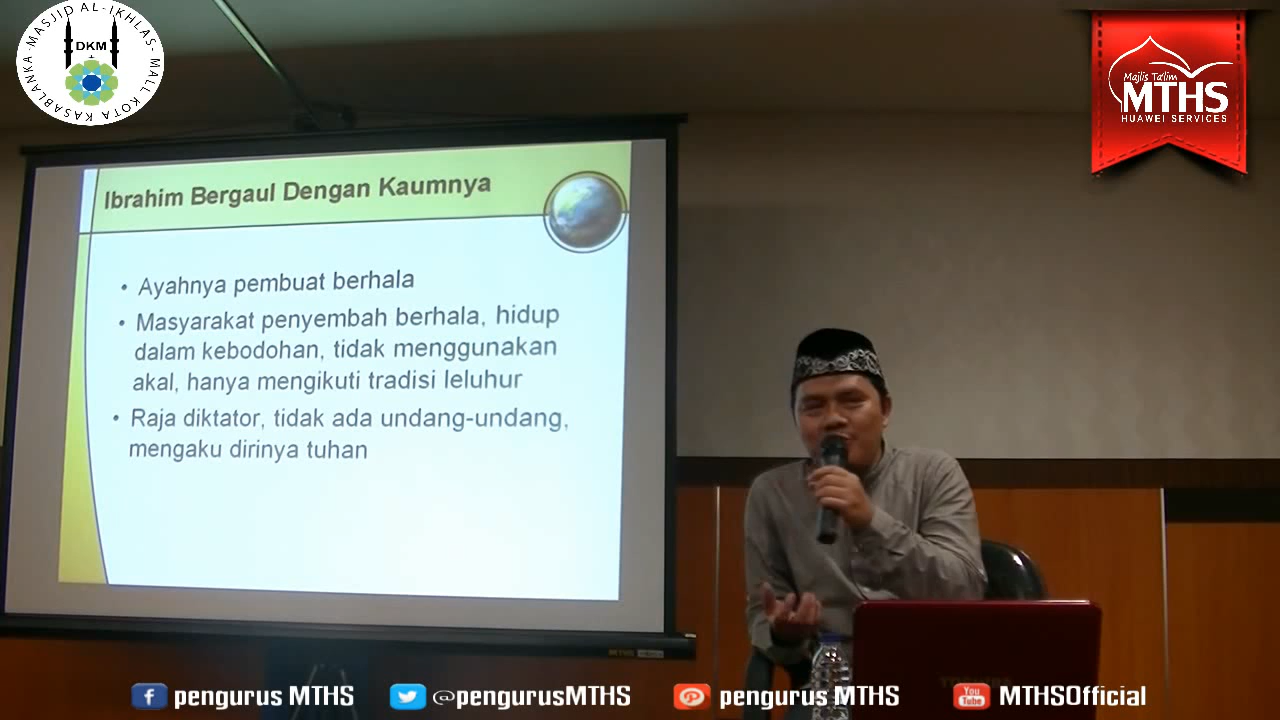 MASJID AL-IKHLAS - MALL KOTA KASABLANKA
DKM
Majlis Ta'lim
MTHS
HUAWEI SERVICES
Ibrahim Bergaul Dengan Kaumnya
• Ayahnya pembuat berhala
• Masyarakat penyembah berhala, hidup
dalam kebodohan, tidak menggunakan
akal, hanya mengikuti tradisi leluhur
• Raja diktator, tidak ada undang-undang,
mengaku dirinya tuhan
pengurus MTHS
@pengurusMTHS
pengurus MTHS
You
Tube
MTHSOfficial